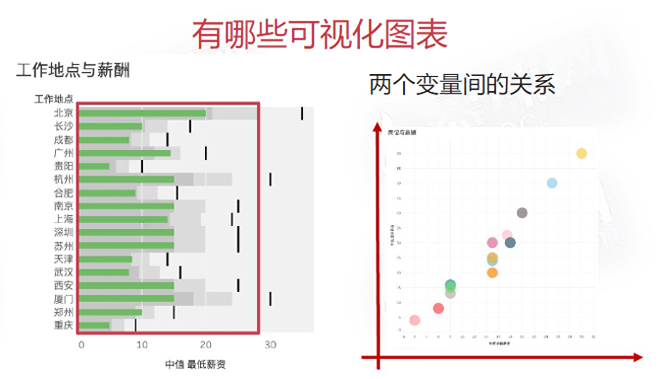 有哪些可视化图表
工作地点与薪酬
工作地点
北京
长沙
成都
广州
贵阳
杭州
合肥
南京
上海
深圳
苏州
天津
武汉
西安
厦门
郑州
重庆
0 10 20 30
中值 最低薪资
两个变量间的关系